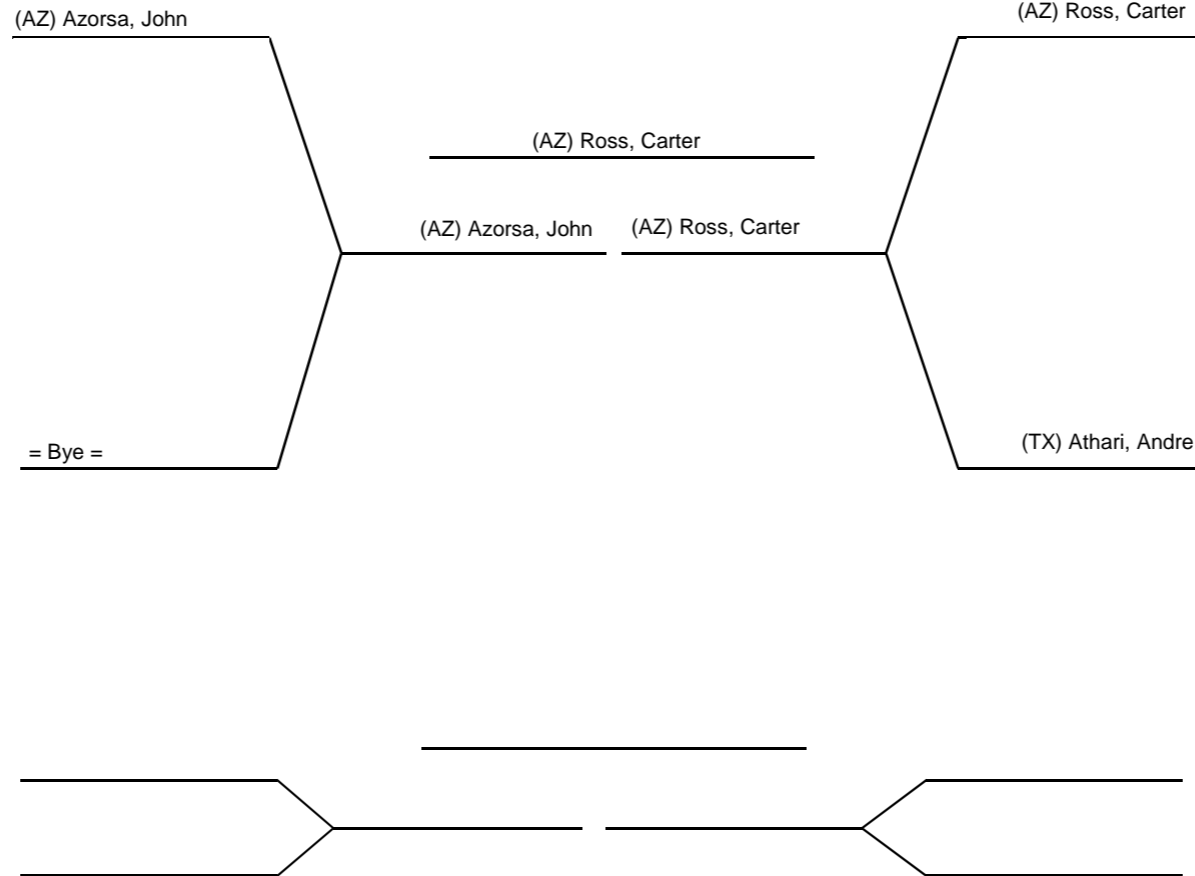 (AZ) Azorsa, John
(AZ) Ross, Carter
(AZ) Ross, Carter
(AZ) Azorsa, John
(AZ) Ross, Carter
= Bye =
(TX) Athari, Andre